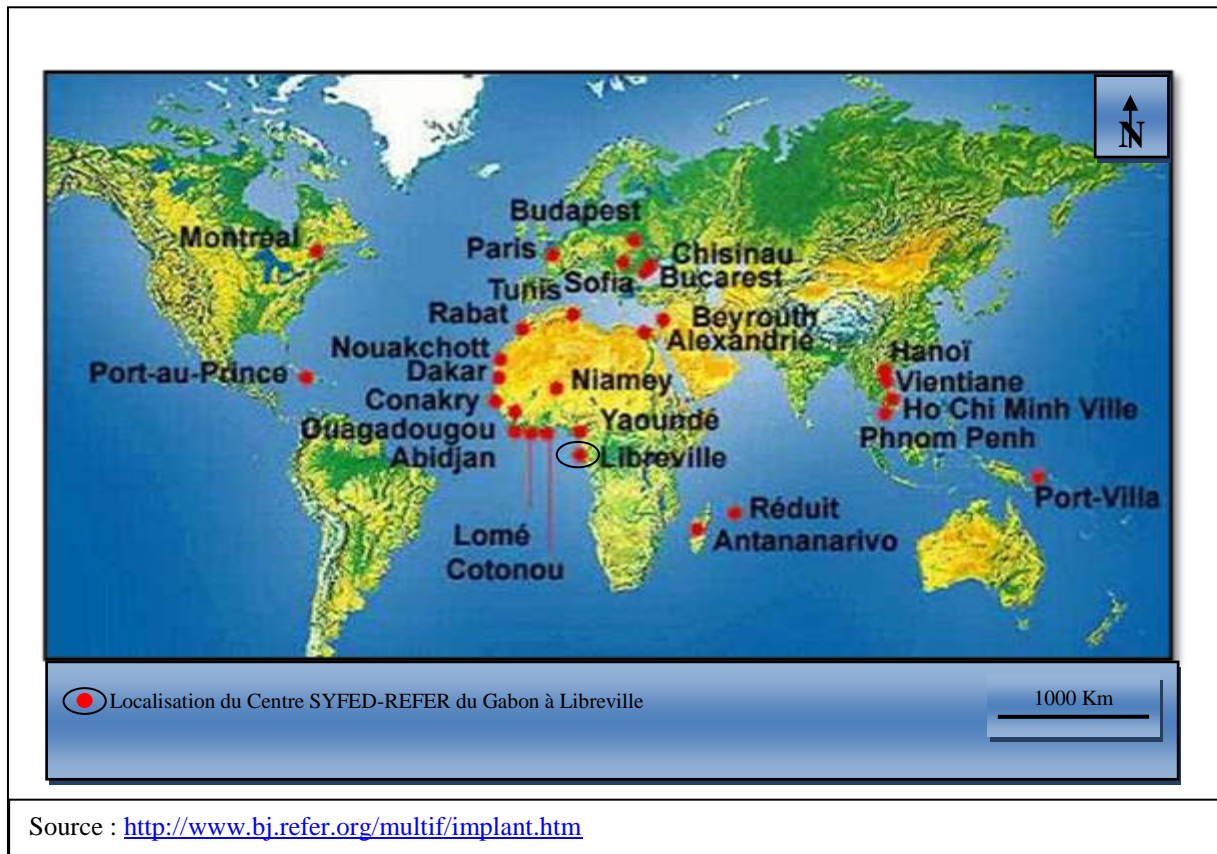 N
Budapest
Montréal
Paris
Chisinau
Sofia
Bucarest
Tunis
Rabat
Beyrouth
Alexandrie
Nouakchott
Hanoï
Port-au-Prince
Dakar
Niamey
Vientiane
Conakry
Ho Chi Minh Ville
Ouagadougou
Yaoundé
Phnom Penh
Abidjan
Libreville
Port-Villa
Réduit
Lomé
Antananarivo
Cotonou
Localisation du Centre SYFED-REFER du Gabon à Libreville
1000 Km
Source : http://www.bj.refer.org/multif/implant.htm